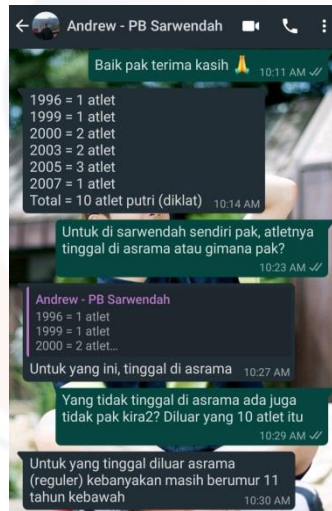 Andrew - PB Sarwendah
Baik pak terima kasih 🙏
10:11 AM
1996 = 1 atlet
1999 = 1 atlet
2000 = 2 atlet
2003 = 2 atlet
2005 = 3 atlet
2007 = 1 atlet
Total = 10 atlet putri (diklat)
10:14 AM
Untuk di sarwendah sendiri pak, atletnya
tinggal di asrama atau gimana pak?
10:23 AM
Andrew - PB Sarwendah
1996 = 1 atlet
1999 = 1 atlet
2000 = 2 atlet...
Untuk yang ini, tinggal di asrama
10:27 AM
Yang tidak tinggal di asrama ada juga
tidak pak kira2? Diluar yang 10 atlet itu
10:29 AM
Untuk yang tinggal diluar asrama
(reguler) kebanyakan masih berumur 11
tahun kebawah
10:30 AM